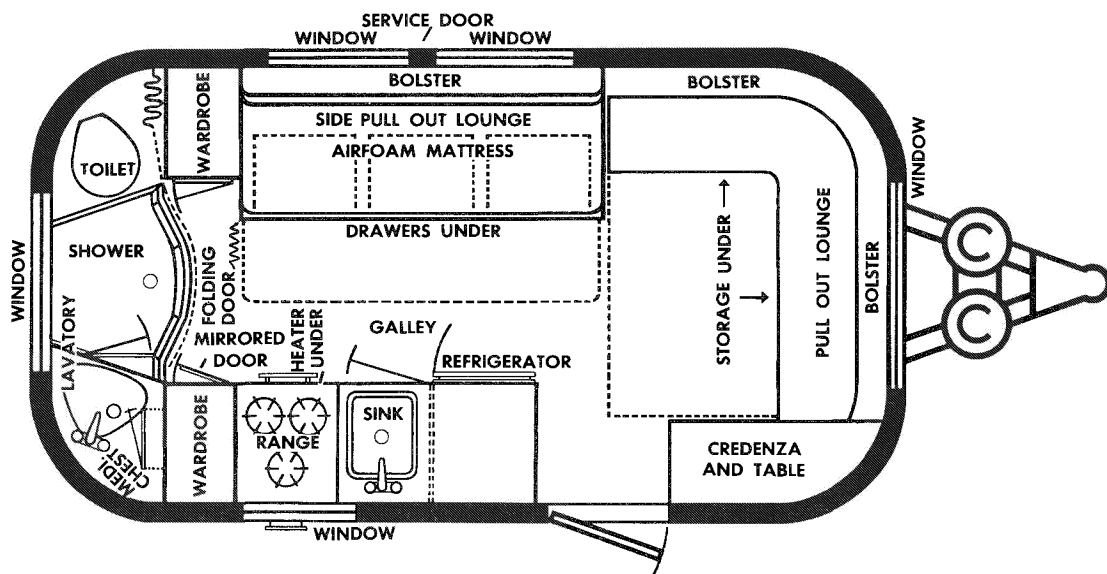 SERVICE DOOR
WINDOW
WINDOW
BOLSTER
BOLSTER
WARDROBE
SIDE PULL OUT LOUNGE
AIRFOAM MATTRESS
TOILET
WINDOW
DRAWERS UNDER
SHOWER
WINDOW
FOLDING
DOOR
STORAGE UNDER
PULL OUT LOUNGE
BOLSTER
LAVATORY
MIRRORED
DOOR
HEATER
UNDER
GALLEY
REFRIGERATOR
MEDI.
CHEST
WARDROBE
RANGE
SINK
CREDENZA
AND TABLE
WINDOW